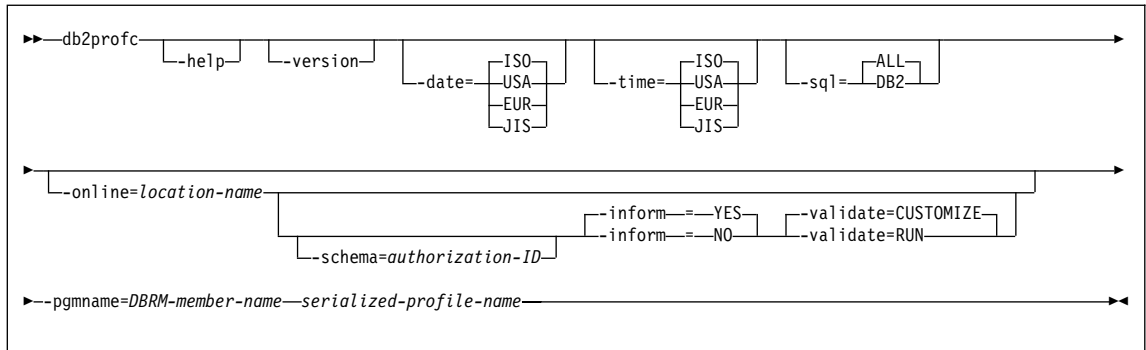 db2profc
-help
-version
-date=
ISO
USA
EUR
JIS
-time=
ISO
USA
EUR
JIS
-sql=
ALL
DB2
-online=location-name
-schema=authorization-ID
-inform = YES
-inform = NO
-validate=CUSTOMIZE
-validate=RUN
-pgmname=DBRM-member-name serialized-profile-name